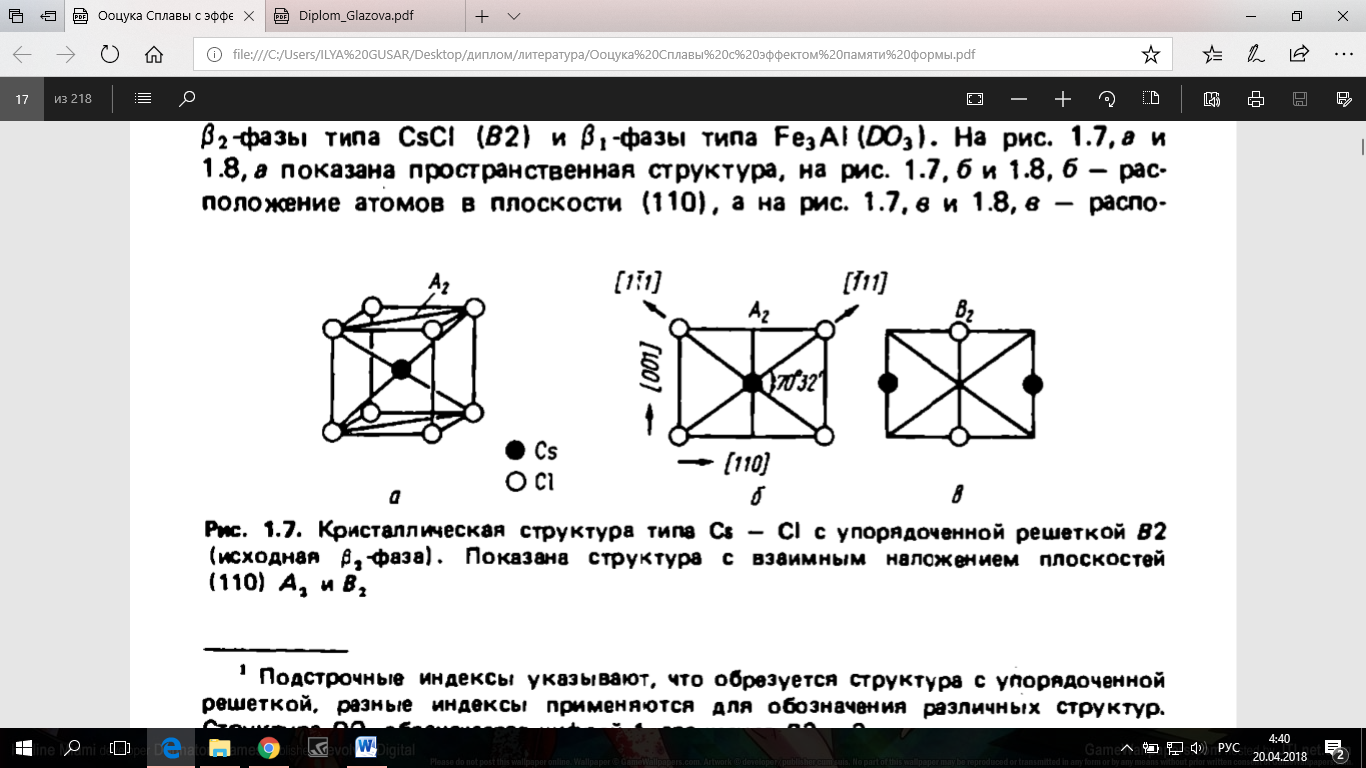 Ооцука Сплавы с эффе
Diplom_Glazova.pdf
file:///C:/Users/ILYA%20GUSAR/Desktop/диплом/литература/Ооцука%20Сплавы%20с%20эффектом%20памяти%20формы.pdf
17 из 218
β₂-фазы типа CsCl (B2) и β₁-фазы типа Fe₃Al (DO₃). На рис. 1.7, а и
1.8, а показана пространственная структура, на рис. 1.7, б и 1.8, б — рас-
положение атомов в плоскости (110), а на рис. 1.7, в и 1.8, в — распо-
A₂
[11̄1]
[1̄11]
A₂
B₂
[001]
70°32′
Cs
Cl
[110]
а
б
в
Рис. 1.7. Кристаллическая структура типа Cs — Cl с упорядоченной решеткой B2
(исходная β₂-фаза). Показана структура с взаимным наложением плоскостей
(110) A₂ и B₂
¹ Подстрочные индексы указывают, что образуется структура с упорядоченной
решеткой, разные индексы применяются для обозначения различных структур.
РУС
4:40
20.04.2018
2